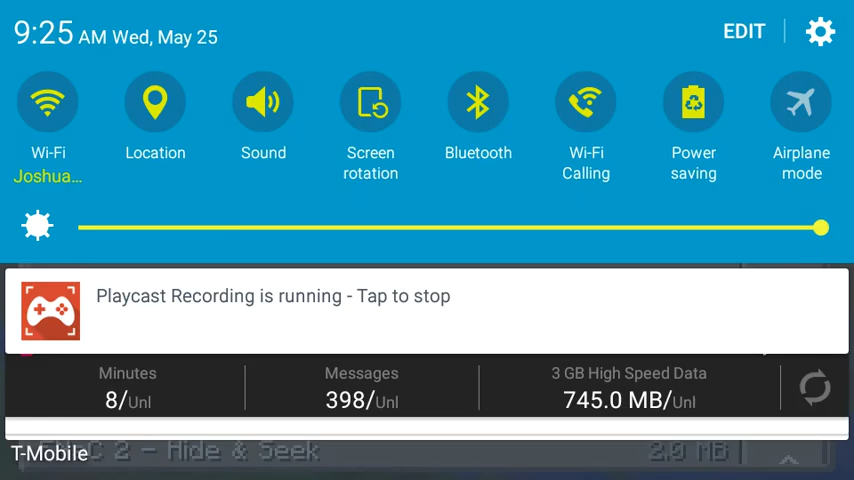 9:25 AM Wed, May 25 EDIT
Wi-Fi Joshua...
Location
Sound
Screen rotation
Bluetooth
Wi-Fi Calling
Power saving
Airplane mode
Playcast Recording is running - Tap to stop
Minutes Messages 3 GB High Speed Data
8/Unl 398/Unl 745.0 MB/Unl
T-Mobile
C 2 - Hide & Seek 2.0 MB